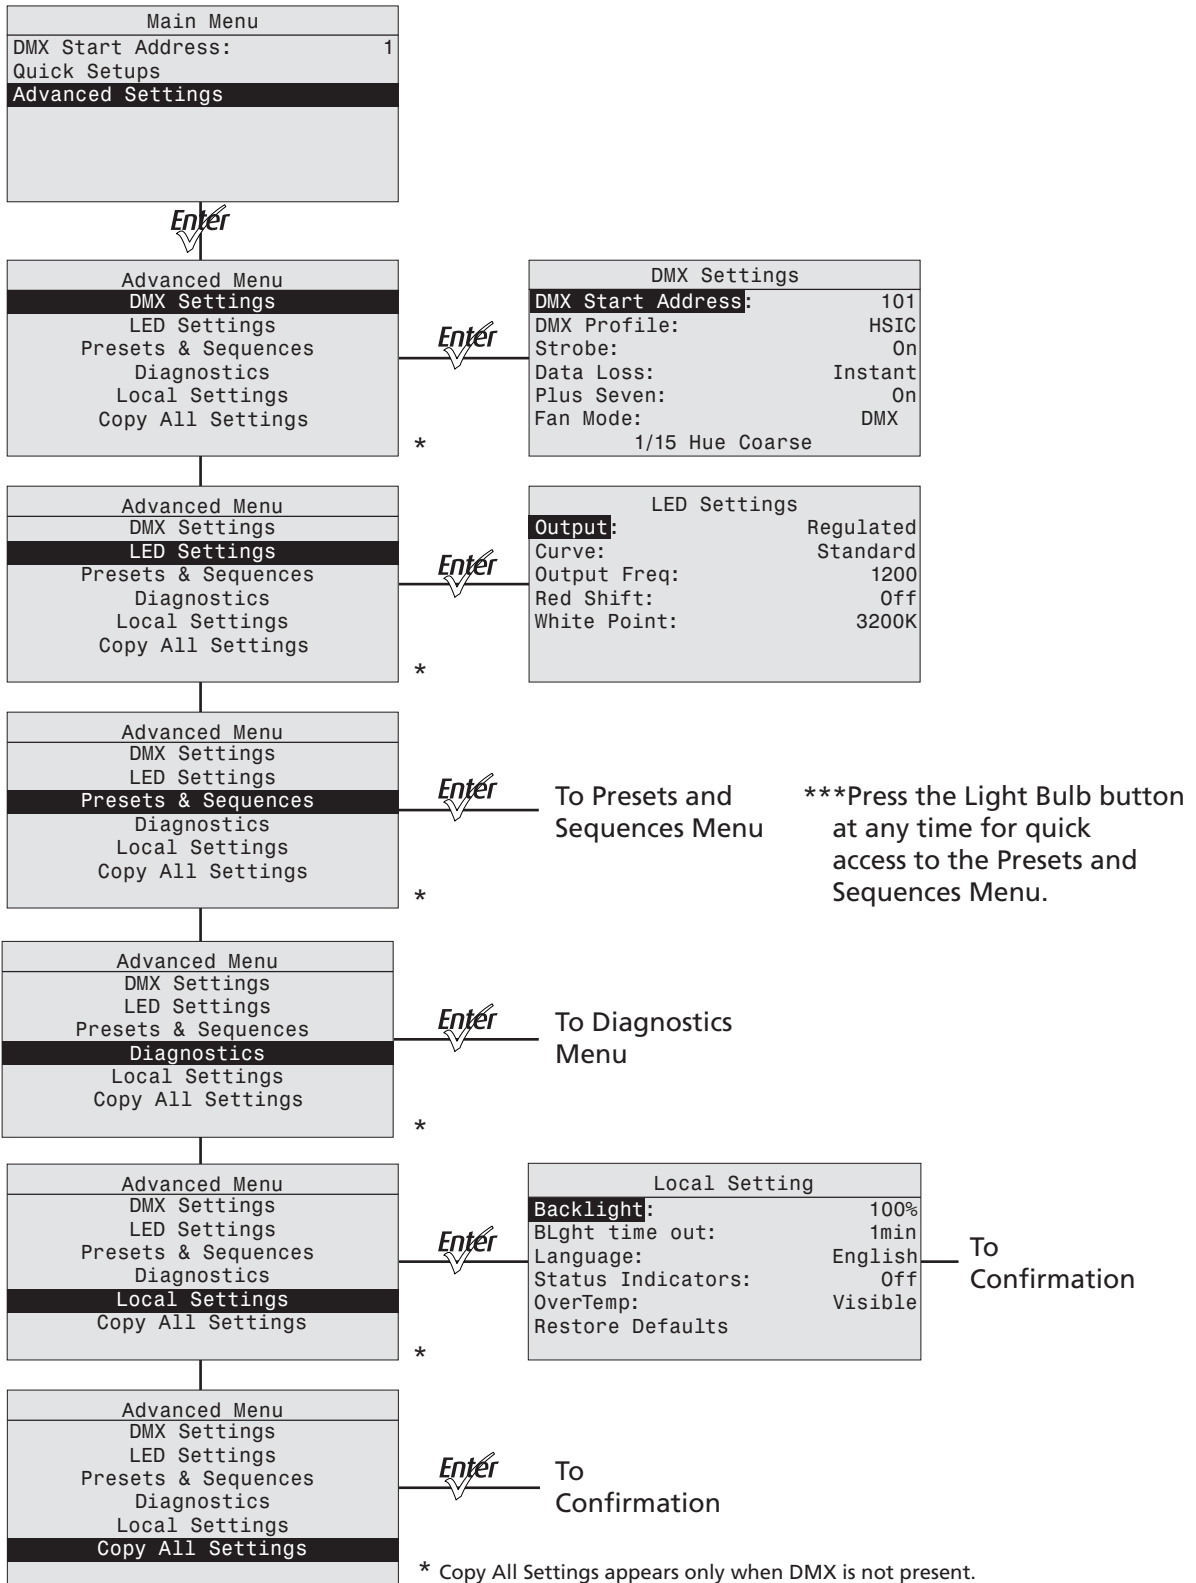 Main Menu
DMX Start Address: 1
Quick Setups
Advanced Settings
Enter
Advanced Menu
DMX Settings
LED Settings
Presets & Sequences
Diagnostics
Local Settings
Copy All Settings
*
Enter
DMX Settings
DMX Start Address: 101
DMX Profile: HSIC
Strobe: On
Data Loss: Instant
Plus Seven: On
Fan Mode: DMX
1/15 Hue Coarse
Advanced Menu
DMX Settings
LED Settings
Presets & Sequences
Diagnostics
Local Settings
Copy All Settings
*
Enter
LED Settings
Output: Regulated
Curve: Standard
Output Freq: 1200
Red Shift: Off
White Point: 3200K
Advanced Menu
DMX Settings
LED Settings
Presets & Sequences
Diagnostics
Local Settings
Copy All Settings
*
Enter
To Presets and
Sequences Menu
***Press the Light Bulb button
at any time for quick
access to the Presets and
Sequences Menu.
Advanced Menu
DMX Settings
LED Settings
Presets & Sequences
Diagnostics
Local Settings
Copy All Settings
*
Enter
To Diagnostics
Menu
Advanced Menu
DMX Settings
LED Settings
Presets & Sequences
Diagnostics
Local Settings
Copy All Settings
*
Enter
Local Setting
Backlight: 100%
BLght time out: 1min
Language: English
Status Indicators: Off
OverTemp: Visible
Restore Defaults
To
Confirmation
Advanced Menu
DMX Settings
LED Settings
Presets & Sequences
Diagnostics
Local Settings
Copy All Settings
Enter
To
Confirmation
* Copy All Settings appears only when DMX is not present.